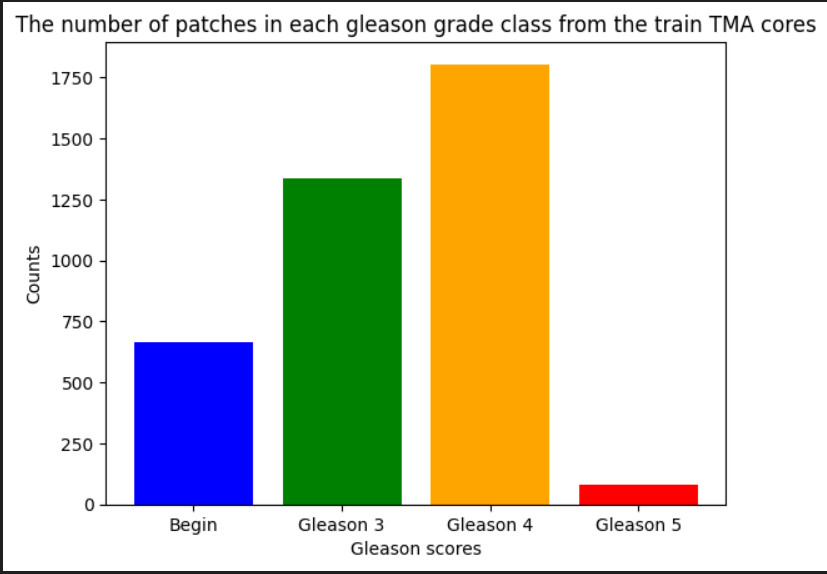 The number of patches in each gleason grade class from the train TMA cores
1750
1500
1250
1000
750
500
250
0
Counts
Begin Gleason 3 Gleason 4 Gleason 5
Gleason scores